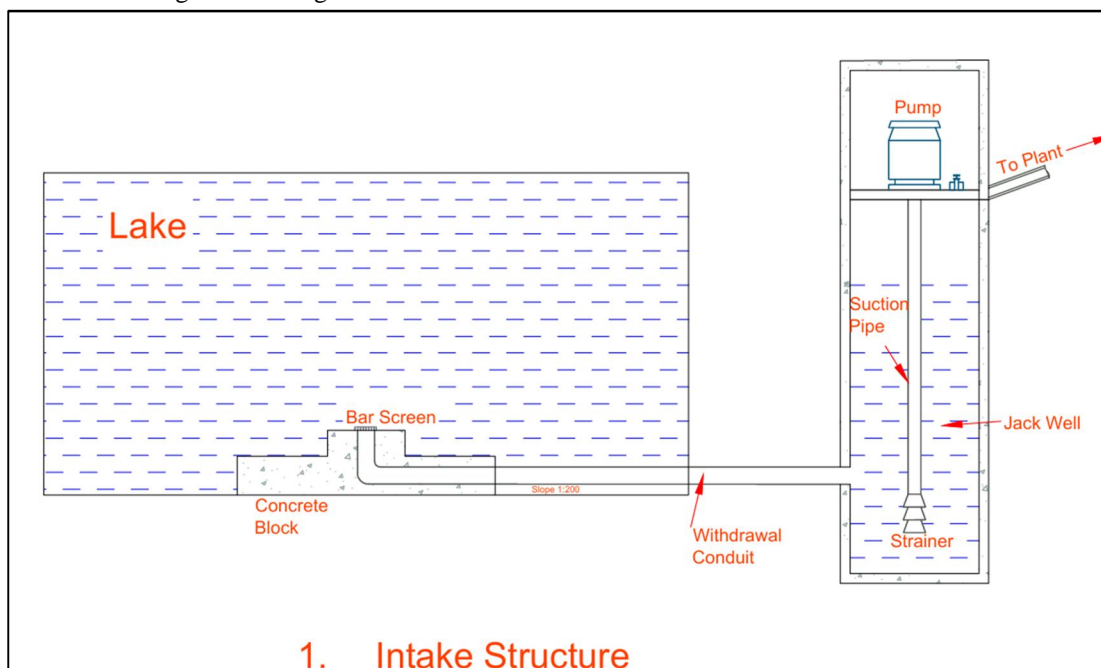 Pump
To Plant
Lake
Suction
Pipe
Bar Screen
Jack Well
Slope 1:200
Concrete
Block
Withdrawal
Conduit
Strainer
1. Intake Structure